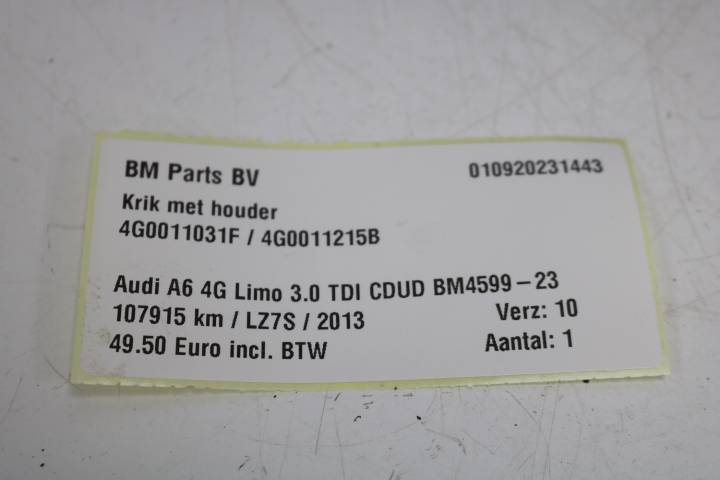 BM Parts BV 010920231443
Krik met houder
4G0011031F / 4G0011215B
Audi A6 4G Limo 3.0 TDI CDUD BM4599-23
107915 km / LZ7S / 2013 Verz: 10
49.50 Euro incl. BTW Aantal: 1